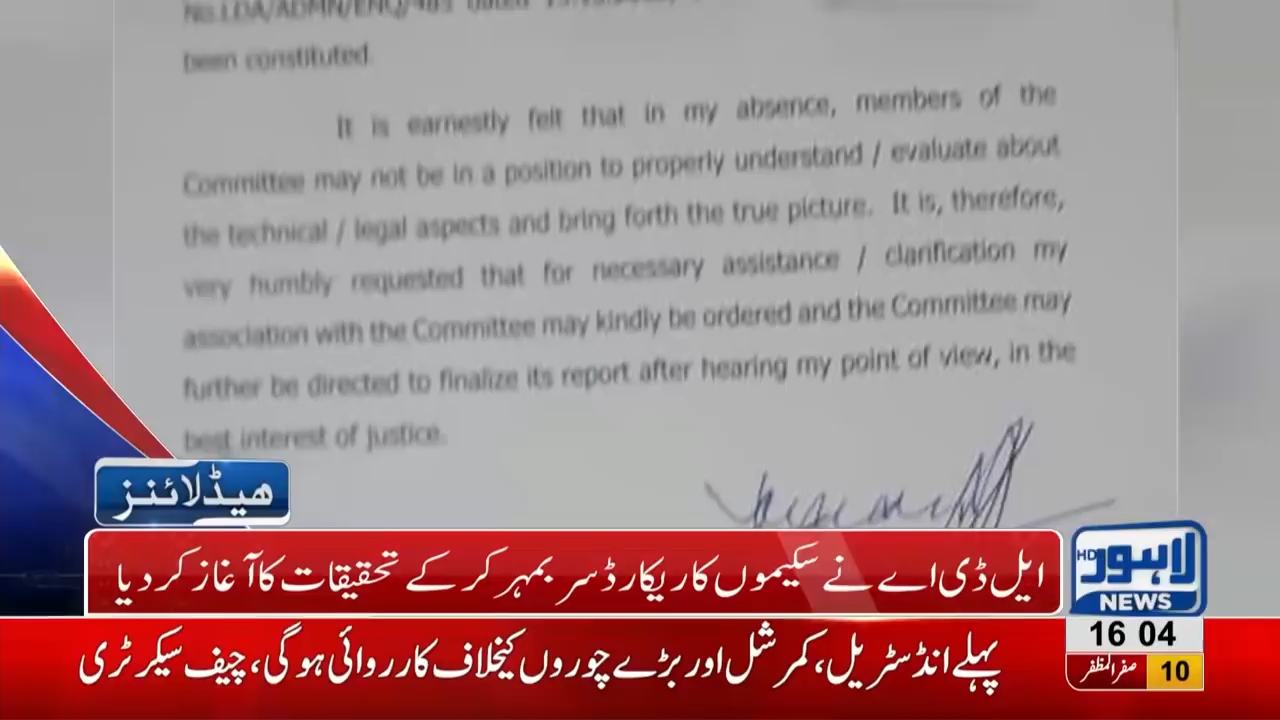 been constituted.
It is earnestly felt that in my absence, members of the
Committee may not be in a position to properly understand / evaluate about
the technical / legal aspects and bring forth the true picture. It is, therefore,
very humbly requested that for necessary assistance / clarification my
association with the Committee may kindly be ordered and the Committee may
further be directed to finalize its report after hearing my point of view, in the
best interest of justice.
ہیڈلائنز
ایل ڈی اے نے سکیموں کا ریکارڈ سر بمہر کر کے تحقیقات کا آغاز کر دیا
HD
لاہور
NEWS
16 04
پہلے انڈسٹریل، کمرشل اور بڑے چوروں کیخلاف کارروائی ہوگی، چیف سیکرٹری
صفر المظفر
10